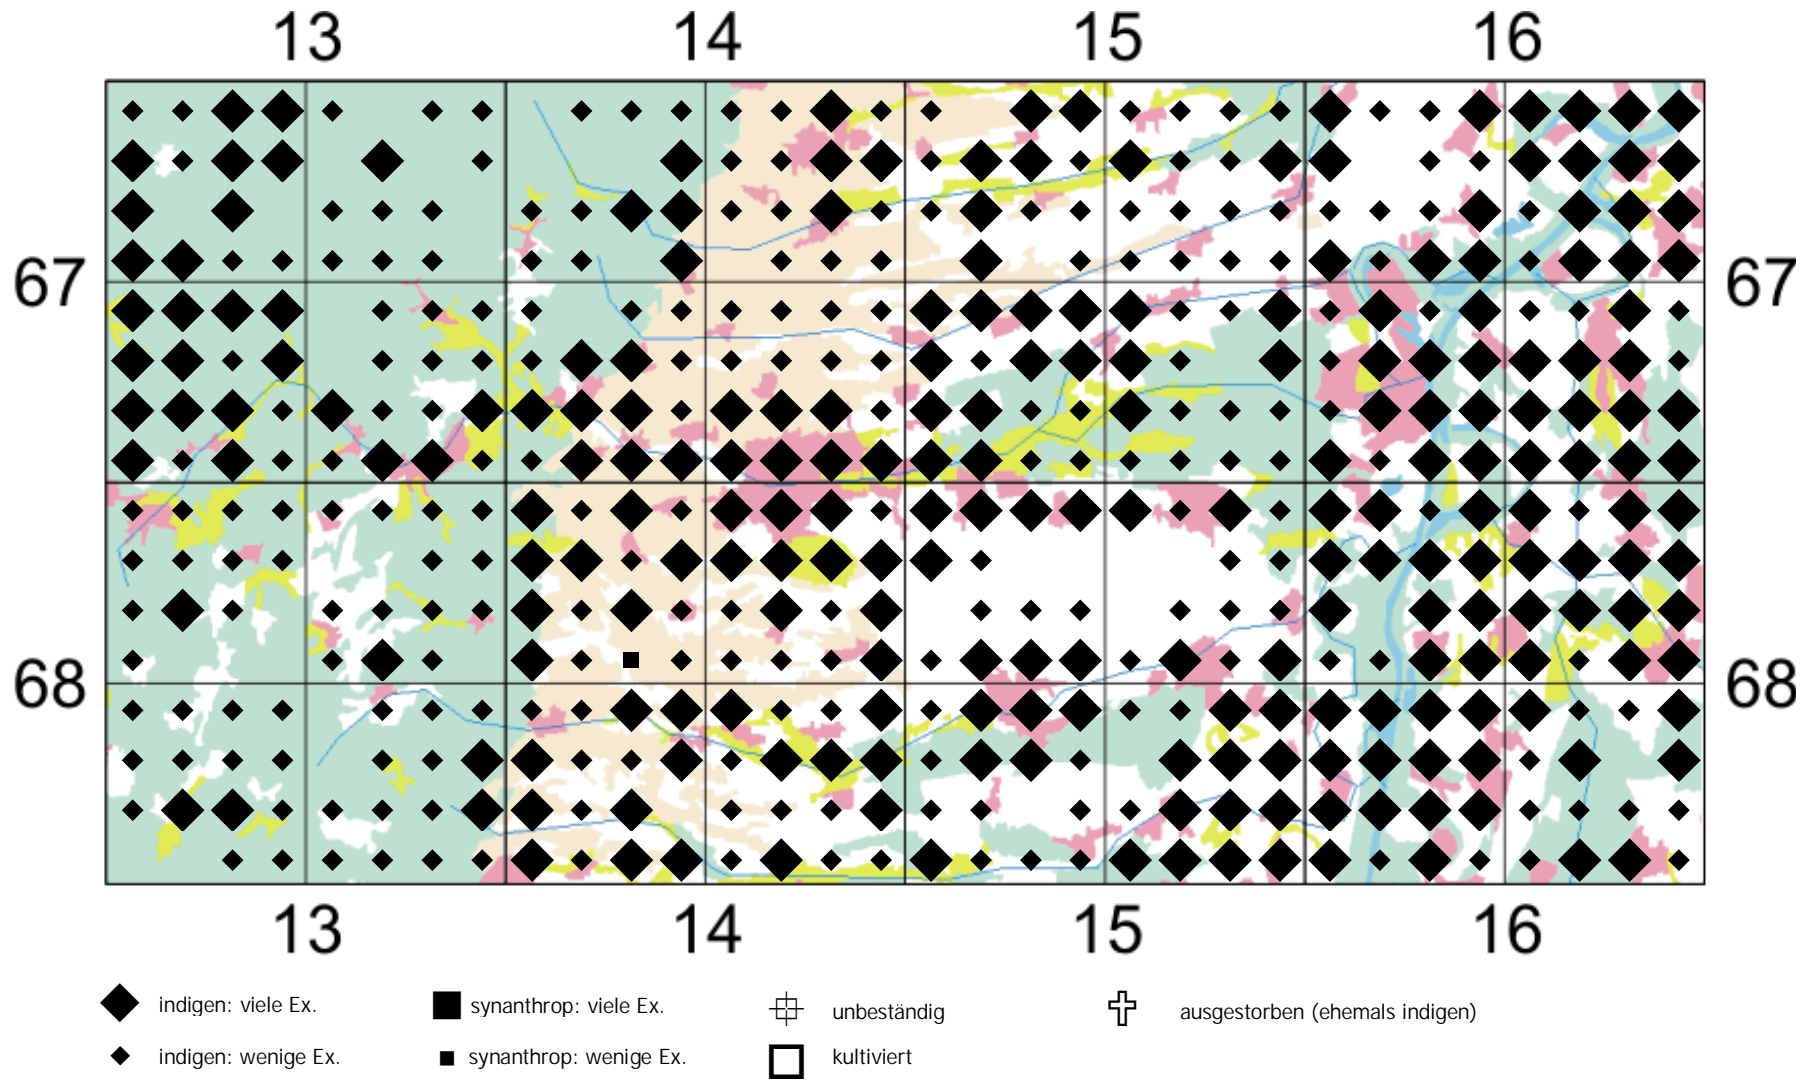 13 14 15 16
67 67
68 68
13 14 15 16
indigen: viele Ex. synanthrop: viele Ex. unbeständig ausgestorben (ehemals indigen)
indigen: wenige Ex. synanthrop: wenige Ex. kultiviert